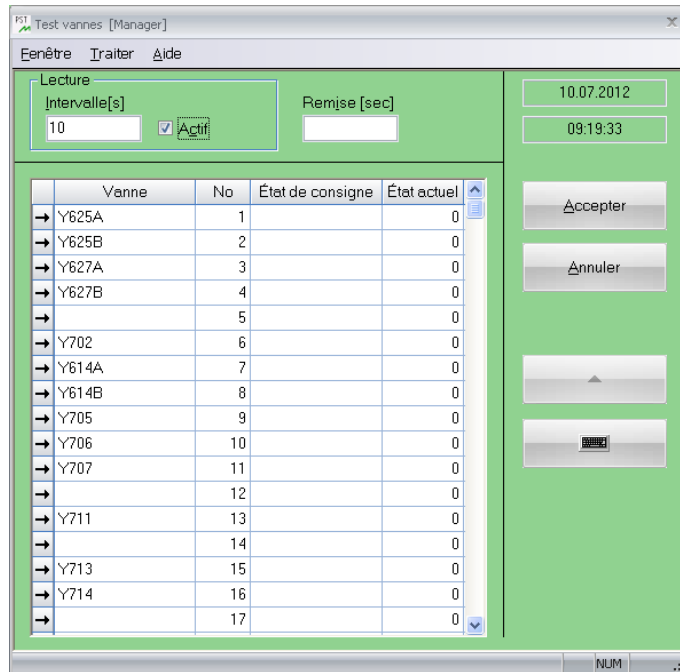 PST Test vannes [Manager]
Fenêtre Traiter Aide
Lecture
Intervalle[s] Remise [sec]
10 Actif
10.07.2012
09:19:33
Vanne No État de consigne État actuel
Y625A 1 0
Y625B 2 0
Y627A 3 0
Y627B 4 0
5 0
Y702 6 0
Y614A 7 0
Y614B 8 0
Y705 9 0
Y706 10 0
Y707 11 0
12 0
Y711 13 0
14 0
Y713 15 0
Y714 16 0
17 0
Accepter
Annuler
NUM